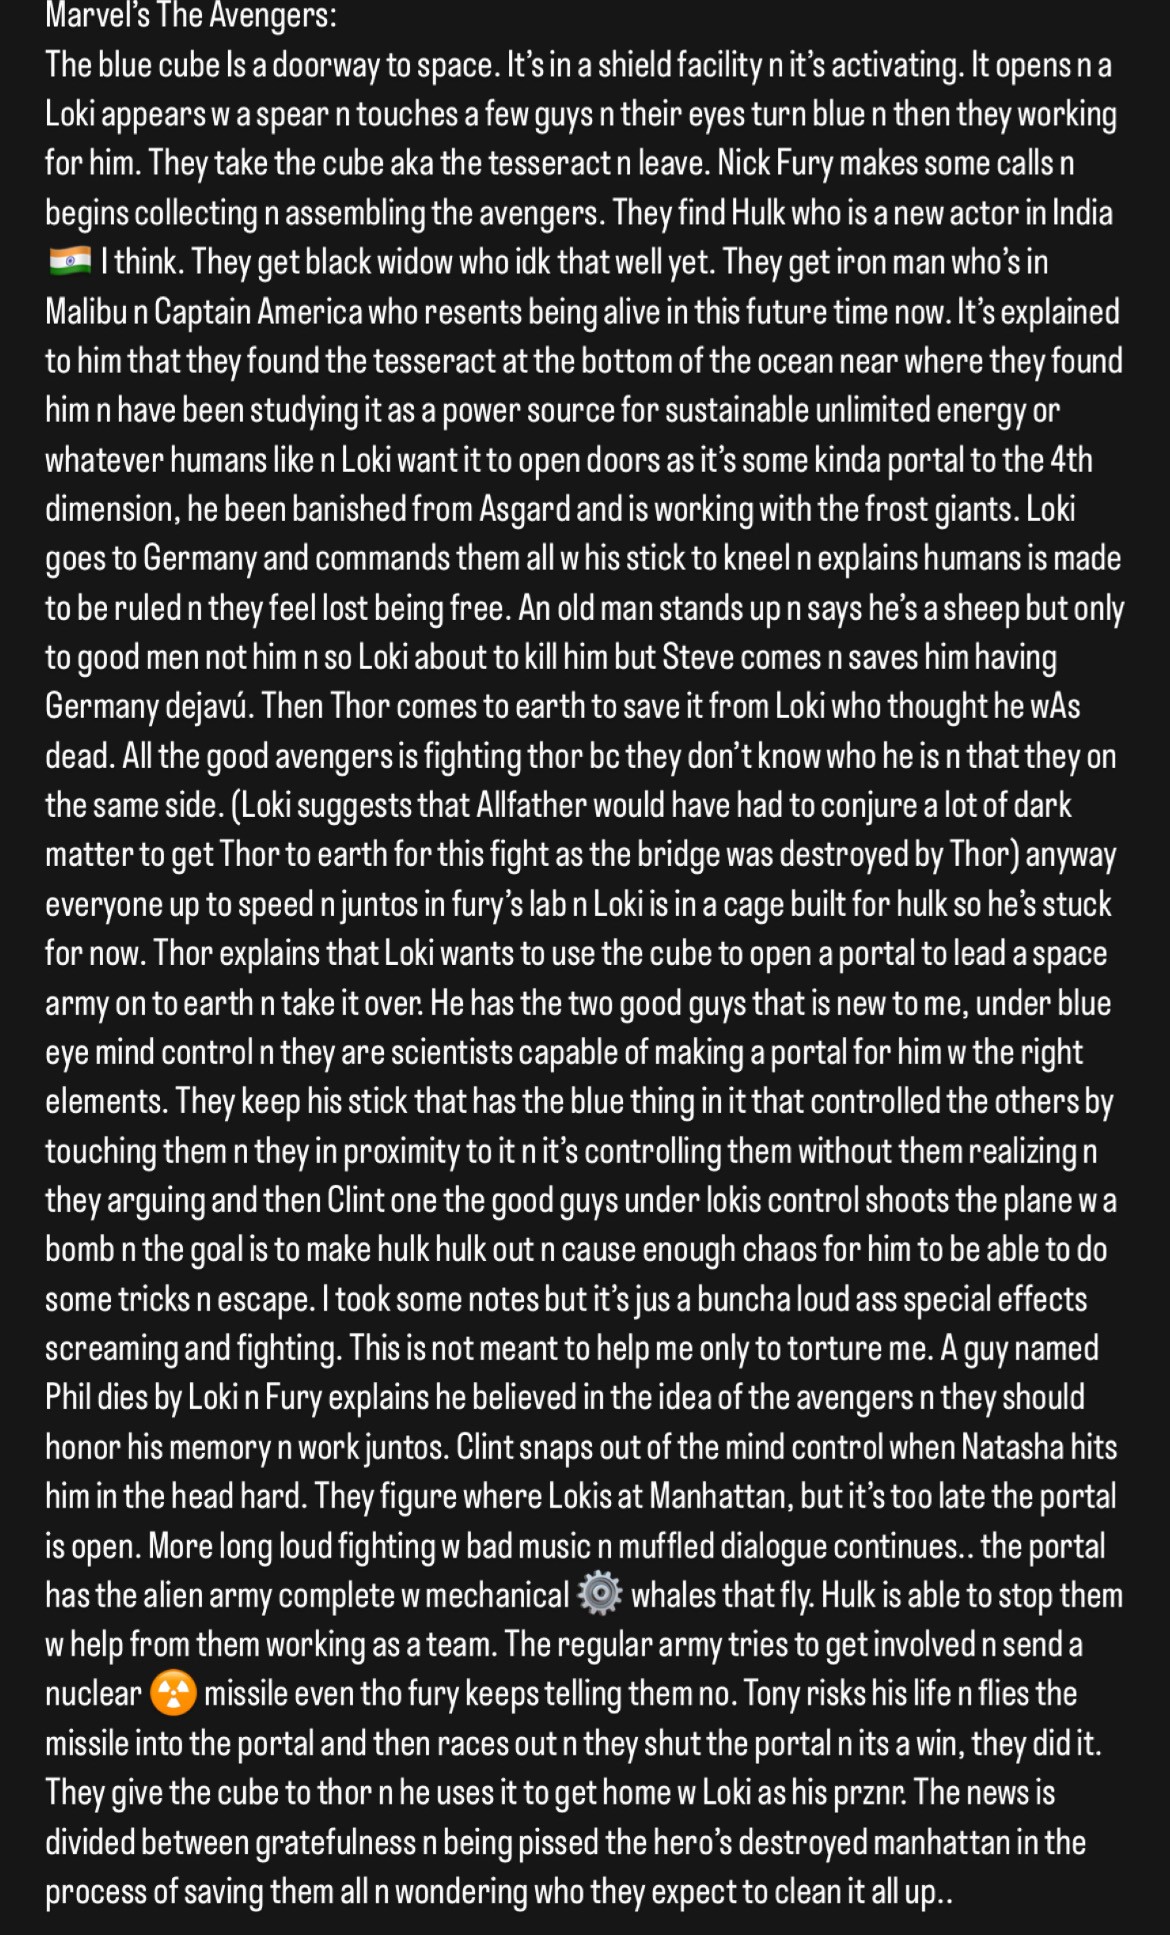 Marvel's The Avengers:
The blue cube Is a doorway to space. It's in a shield facility n it's activating. It opens n a
Loki appears w a spear n touches a few guys n their eyes turn blue n then they working
for him. They take the cube aka the tesseract n leave. Nick Fury makes some calls n
begins collecting n assembling the avengers. They find Hulk who is a new actor in India
🇮🇳 I think. They get black widow who idk that well yet. They get iron man who's in
Malibu n Captain America who resents being alive in this future time now. It's explained
to him that they found the tesseract at the bottom of the ocean near where they found
him n have been studying it as a power source for sustainable unlimited energy or
whatever humans like n Loki want it to open doors as it's some kinda portal to the 4th
dimension, he been banished from Asgard and is working with the frost giants. Loki
goes to Germany and commands them all w his stick to kneel n explains humans is made
to be ruled n they feel lost being free. An old man stands up n says he's a sheep but only
to good men not him n so Loki about to kill him but Steve comes n saves him having
Germany dejavú. Then Thor comes to earth to save it from Loki who thought he wAs
dead. All the good avengers is fighting thor bc they don't know who he is n that they on
the same side. (Loki suggests that Allfather would have had to conjure a lot of dark
matter to get Thor to earth for this fight as the bridge was destroyed by Thor) anyway
everyone up to speed n juntos in fury's lab n Loki is in a cage built for hulk so he's stuck
for now. Thor explains that Loki wants to use the cube to open a portal to lead a space
army on to earth n take it over. He has the two good guys that is new to me, under blue
eye mind control n they are scientists capable of making a portal for him w the right
elements. They keep his stick that has the blue thing in it that controlled the others by
touching them n they in proximity to it n it's controlling them without them realizing n
they arguing and then Clint one the good guys under lokis control shoots the plane w a
bomb n the goal is to make hulk hulk out n cause enough chaos for him to be able to do
some tricks n escape. I took some notes but it's jus a buncha loud ass special effects
screaming and fighting. This is not meant to help me only to torture me. A guy named
Phil dies by Loki n Fury explains he believed in the idea of the avengers n they should
honor his memory n work juntos. Clint snaps out of the mind control when Natasha hits
him in the head hard. They figure where Lokis at Manhattan, but it's too late the portal
is open. More long loud fighting w bad music n muffled dialogue continues.. the portal
has the alien army complete w mechanical ⚙️ whales that fly. Hulk is able to stop them
w help from them working as a team. The regular army tries to get involved n send a
nuclear ☢️ missile even tho fury keeps telling them no. Tony risks his life n flies the
missile into the portal and then races out n they shut the portal n its a win, they did it.
They give the cube to thor n he uses it to get home w Loki as his prznr. The news is
divided between gratefulness n being pissed the hero's destroyed manhattan in the
process of saving them all n wondering who they expect to clean it all up..